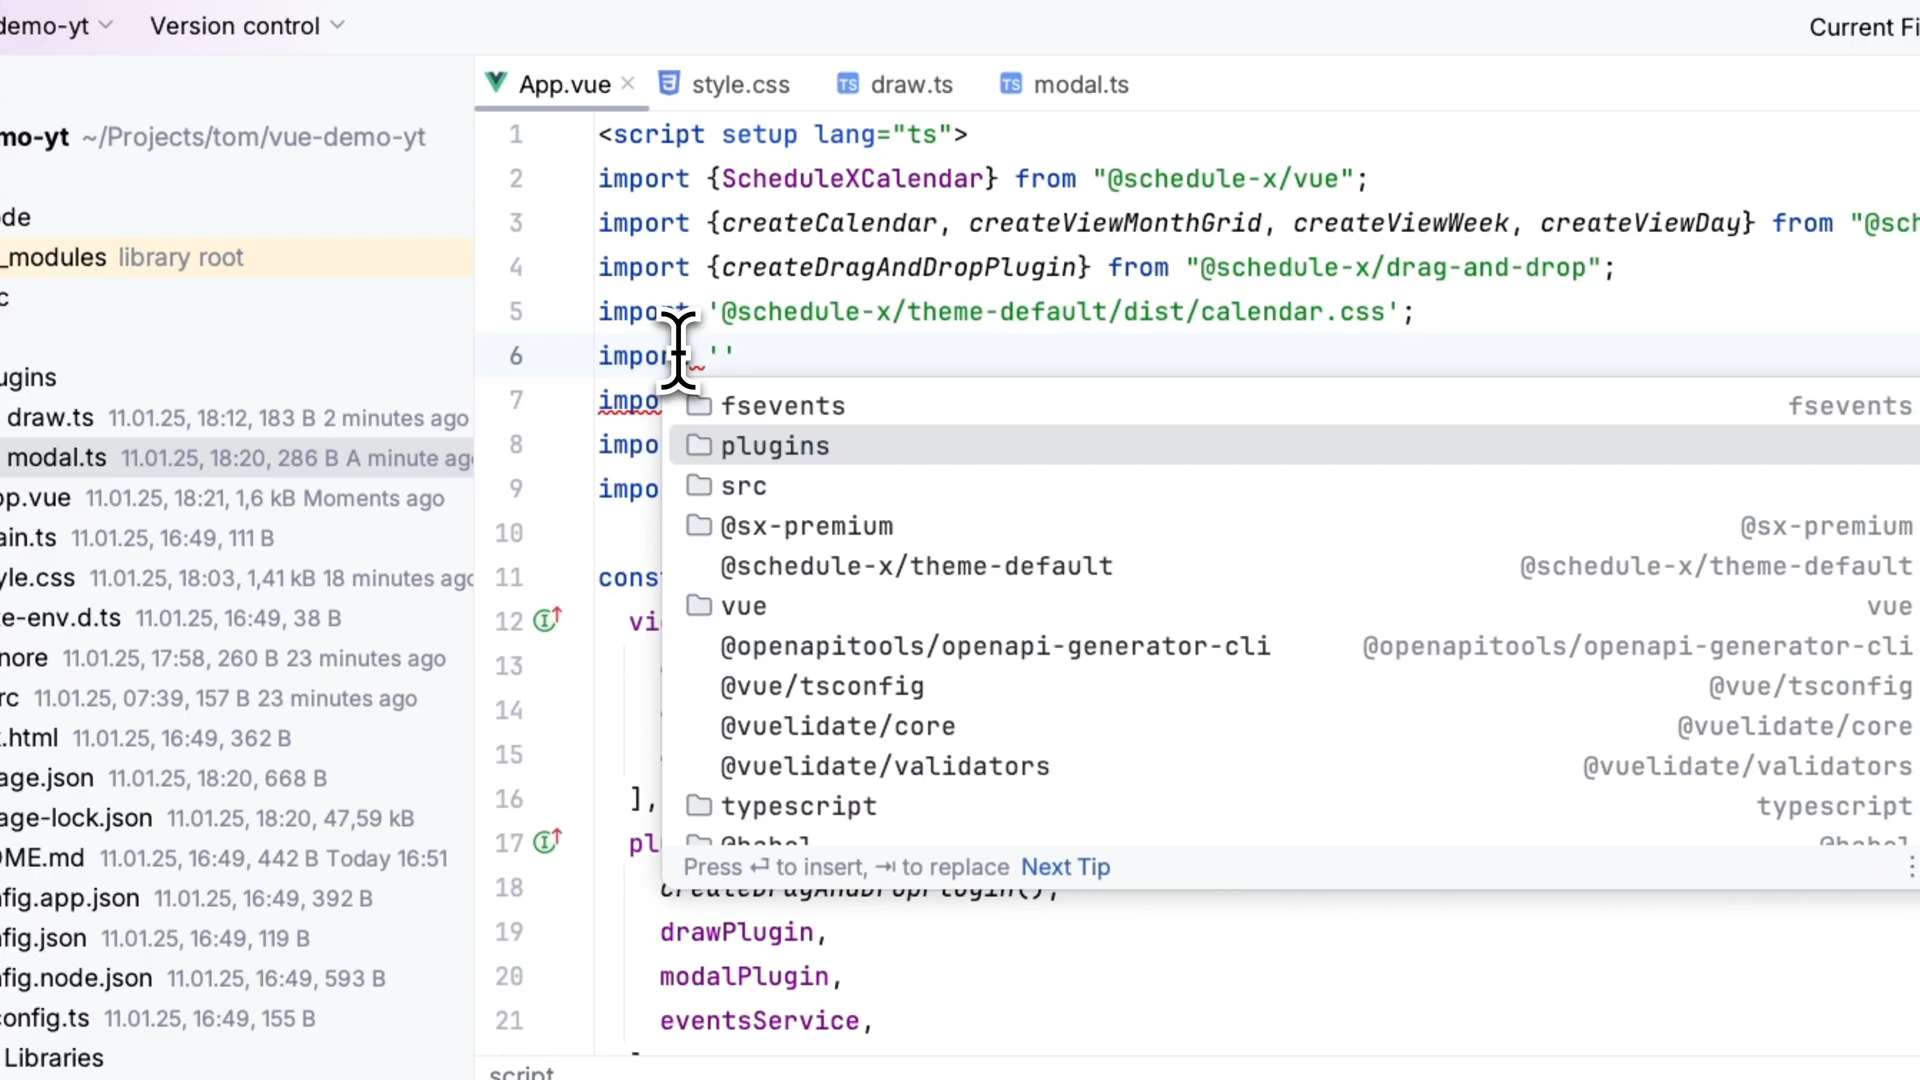 demo-yt
Version control
Current Fi
mo-yt ~/Projects/tom/vue-demo-yt
de
_modules library root
c
ugins
draw.ts 11.01.25, 18:12, 183 B 2 minutes ago
modal.ts 11.01.25, 18:20, 286 B A minute ag
pp.vue 11.01.25, 18:21, 1,6 kB Moments ago
ain.ts 11.01.25, 16:49, 111 B
yle.css 11.01.25, 18:03, 1,41 kB 18 minutes ago
e-env.d.ts 11.01.25, 16:49, 38 B
nore 11.01.25, 17:58, 260 B 23 minutes ago
rc 11.01.25, 07:39, 157 B 23 minutes ago
.html 11.01.25, 16:49, 362 B
age.json 11.01.25, 18:20, 668 B
age-lock.json 11.01.25, 18:20, 47,59 kB
ME.md 11.01.25, 16:49, 442 B Today 16:51
fig.app.json 11.01.25, 16:49, 392 B
fig.json 11.01.25, 16:49, 119 B
fig.node.json 11.01.25, 16:49, 593 B
config.ts 11.01.25, 16:49, 155 B
Libraries
App.vue
style.css
TS draw.ts
TS modal.ts
1 <script setup lang="ts">
2 import {ScheduleXCalendar} from "@schedule-x/vue";
3 import {createCalendar, createViewMonthGrid, createViewWeek, createViewDay} from "@sch
4 import {createDragAndDropPlugin} from "@schedule-x/drag-and-drop";
5 import '@schedule-x/theme-default/dist/calendar.css';
6 import ''
7 impo
8 impo
9 impo
10
11 cons
12 vi
13
14
15
16 ],
17 pl
18 createDragAndDropPlugin(),
19 drawPlugin,
20 modalPlugin,
21 eventsService,
fsevents fsevents
plugins
src
@sx-premium @sx-premium
@schedule-x/theme-default @schedule-x/theme-default
vue vue
@openapitools/openapi-generator-cli @openapitools/openapi-generator-cli
@vue/tsconfig @vue/tsconfig
@vuelidate/core @vuelidate/core
@vuelidate/validators @vuelidate/validators
typescript typescript
@babel @babel
Press ⏎ to insert, ⇥ to replace Next Tip
script